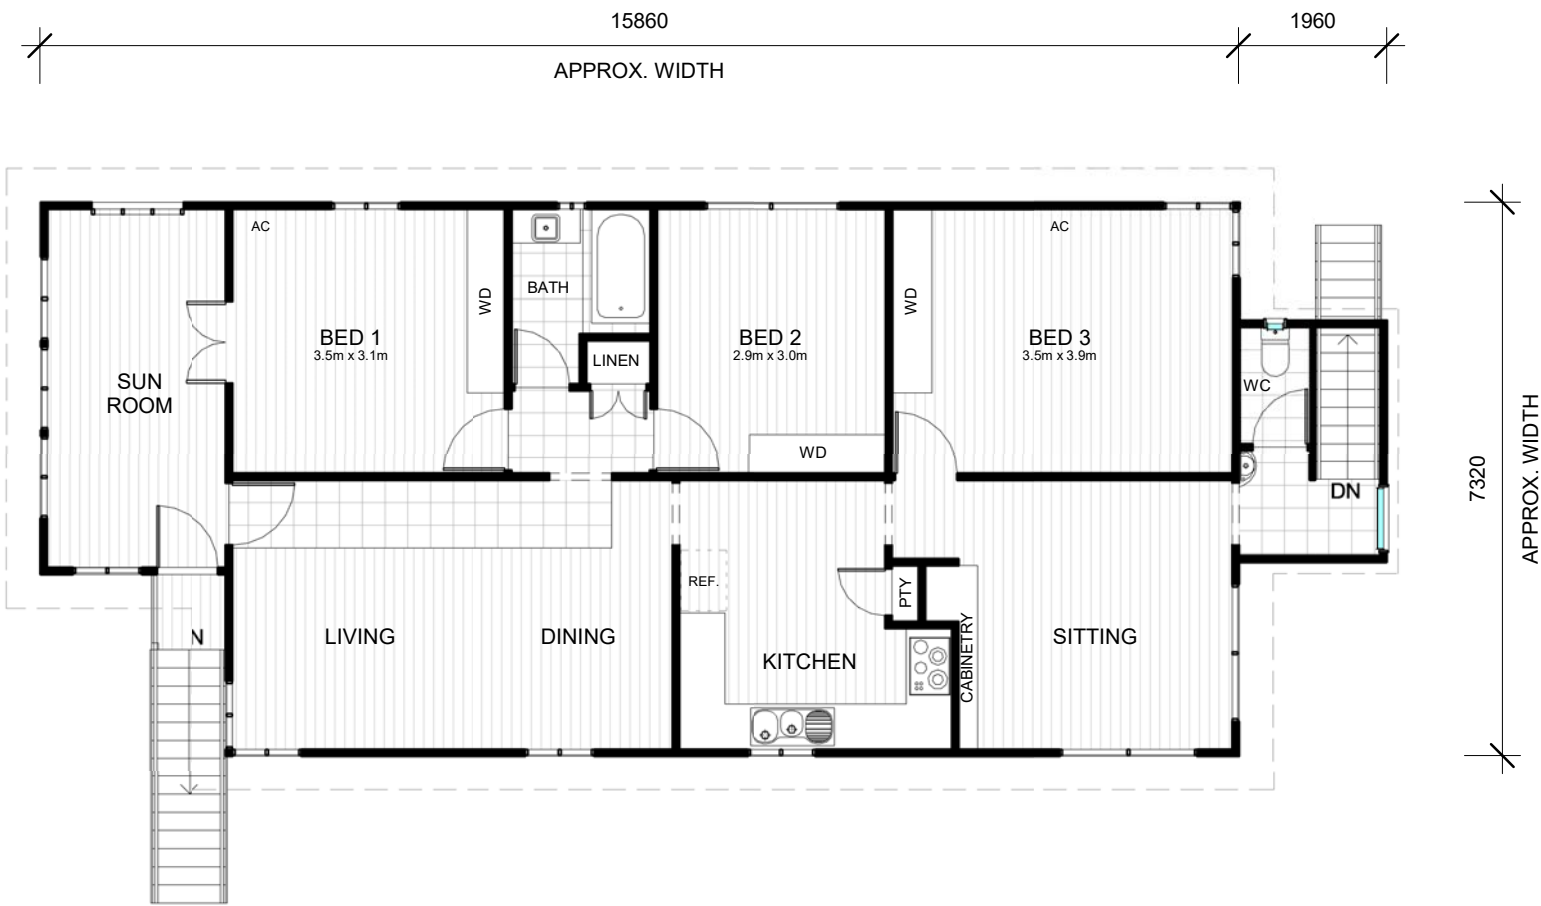 15860
1960
APPROX. WIDTH
AC
AC
WD
BATH
WD
BED 1
3.5m x 3.1m
LINEN
BED 2
2.9m x 3.0m
BED 3
3.5m x 3.9m
SUN
ROOM
WC
WD
DN
7320
APPROX. WIDTH
REF.
PTY
N
LIVING
DINING
KITCHEN
CABINETRY
SITTING